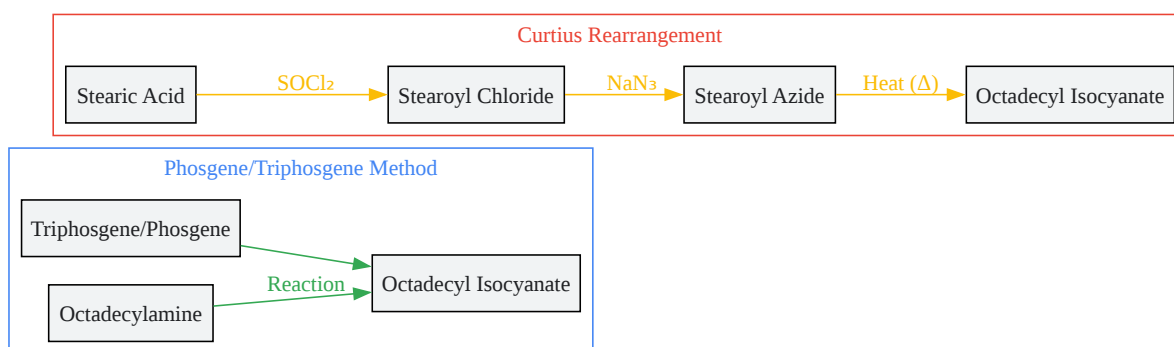 Curtius Rearrangement
Stearic Acid
SOCl₂
Stearoyl Chloride
NaN₃
Stearoyl Azide
Heat (Δ)
Octadecyl Isocyanate
Phosgene/Triphosgene Method
Triphosgene/Phosgene
Octadecylamine
Reaction
Octadecyl Isocyanate